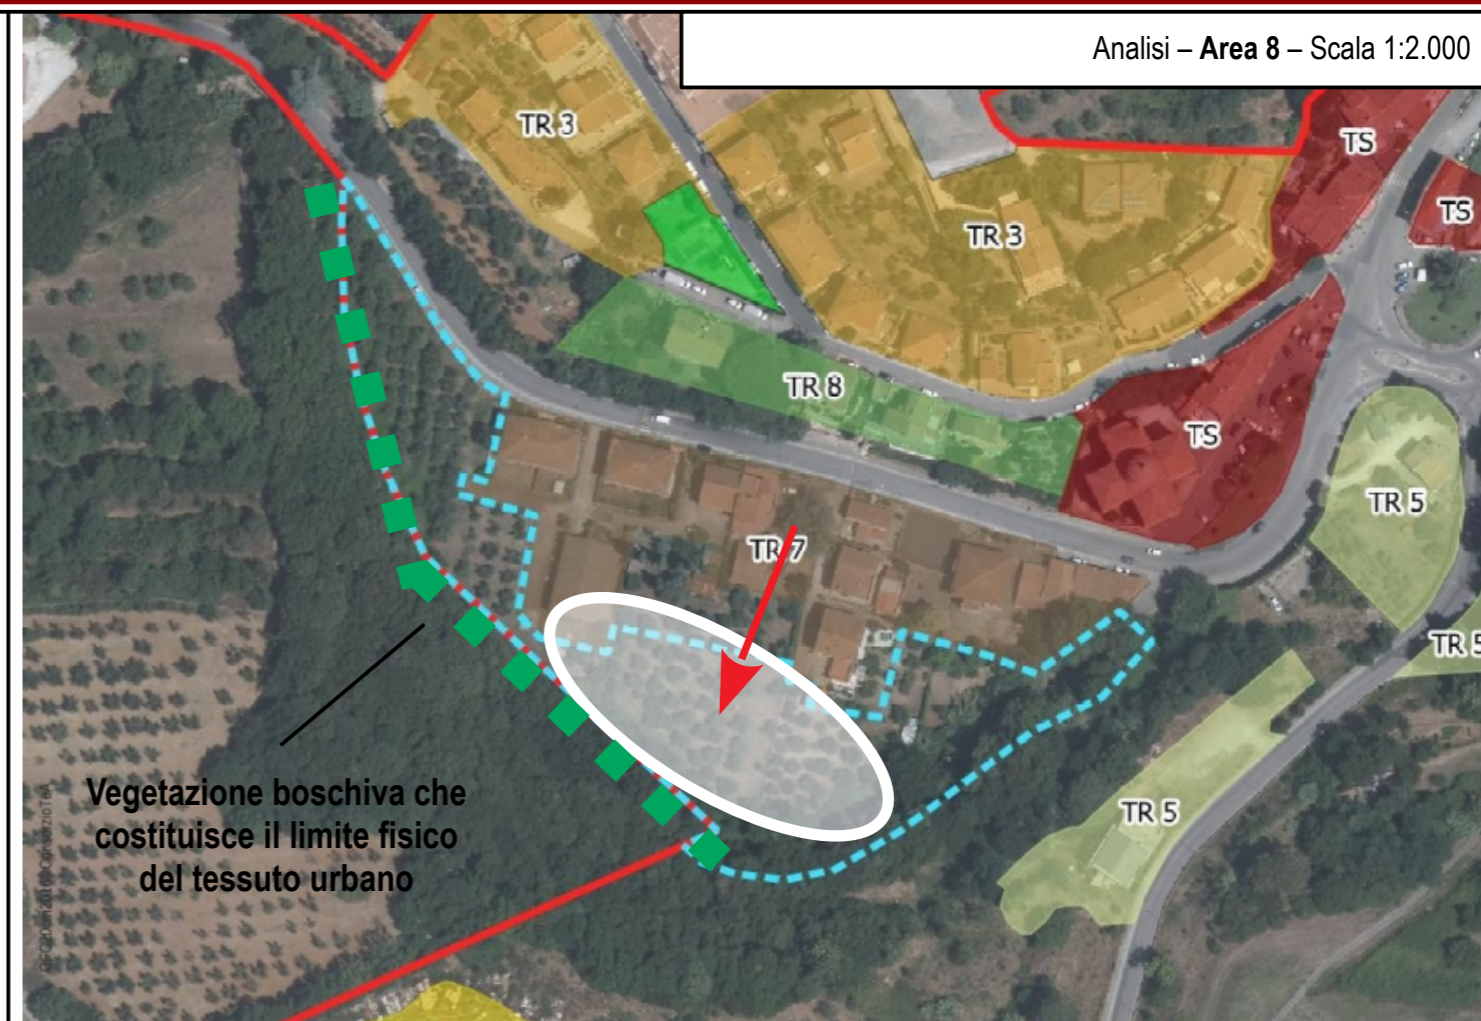 Analisi – Area 8 – Scala 1:2.000
TR 3
TS
TS
TR 3
TR 8
TS
TR 5
TR 7
TR 5
TR 5
Vegetazione boschiva che
costituisce il limite fisico
del tessuto urbano